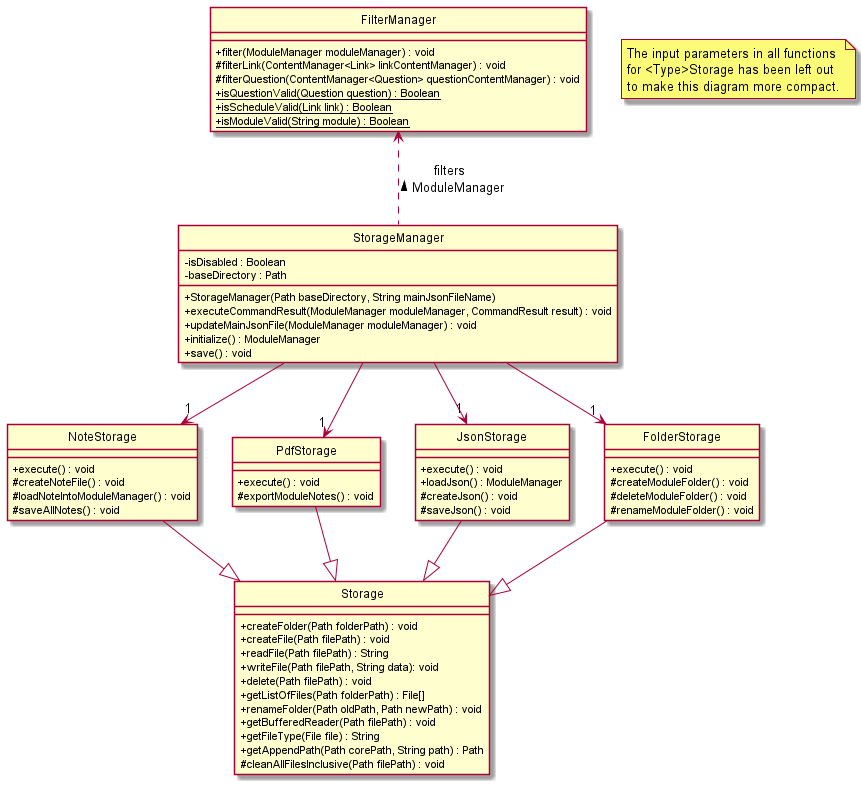 FilterManager
+filter(ModuleManager moduleManager) : void
#filterLink(ContentManager<Link> linkContentManager) : void
#filterQuestion(ContentManager<Question> questionContentManager) : void
+isQuestionValid(Question question) : Boolean
+isScheduleValid(Link link) : Boolean
+isModuleValid(String module) : Boolean
The input parameters in all functions
for <Type>Storage has been left out
to make this diagram more compact.
filters
ModuleManager
StorageManager
-isDisabled : Boolean
-baseDirectory : Path
+StorageManager(Path baseDirectory, String mainJsonFileName)
+executeCommandResult(ModuleManager moduleManager, CommandResult result) : void
+updateMainJsonFile(ModuleManager moduleManager) : void
+initialize() : ModuleManager
+save() : void
1
1
1
1
NoteStorage
+execute() : void
#createNoteFile() : void
#loadNoteIntoModuleManager() : void
#saveAllNotes() : void
PdfStorage
+execute() : void
#exportModuleNotes() : void
JsonStorage
+execute() : void
+loadJson() : ModuleManager
#createJson() : void
#saveJson() : void
FolderStorage
+execute() : void
#createModuleFolder() : void
#deleteModuleFolder() : void
#renameModuleFolder() : void
Storage
+createFolder(Path folderPath) : void
+createFile(Path filePath) : void
+readFile(Path filePath) : String
+writeFile(Path filePath, String data): void
+delete(Path filePath) : void
+getListOfFiles(Path folderPath) : File[]
+renameFolder(Path oldPath, Path newPath) : void
+getBufferedReader(Path filePath) : void
+getFileType(File file) : String
+getAppendPath(Path corePath, String path) : Path
#cleanAllFilesInclusive(Path filePath) : void